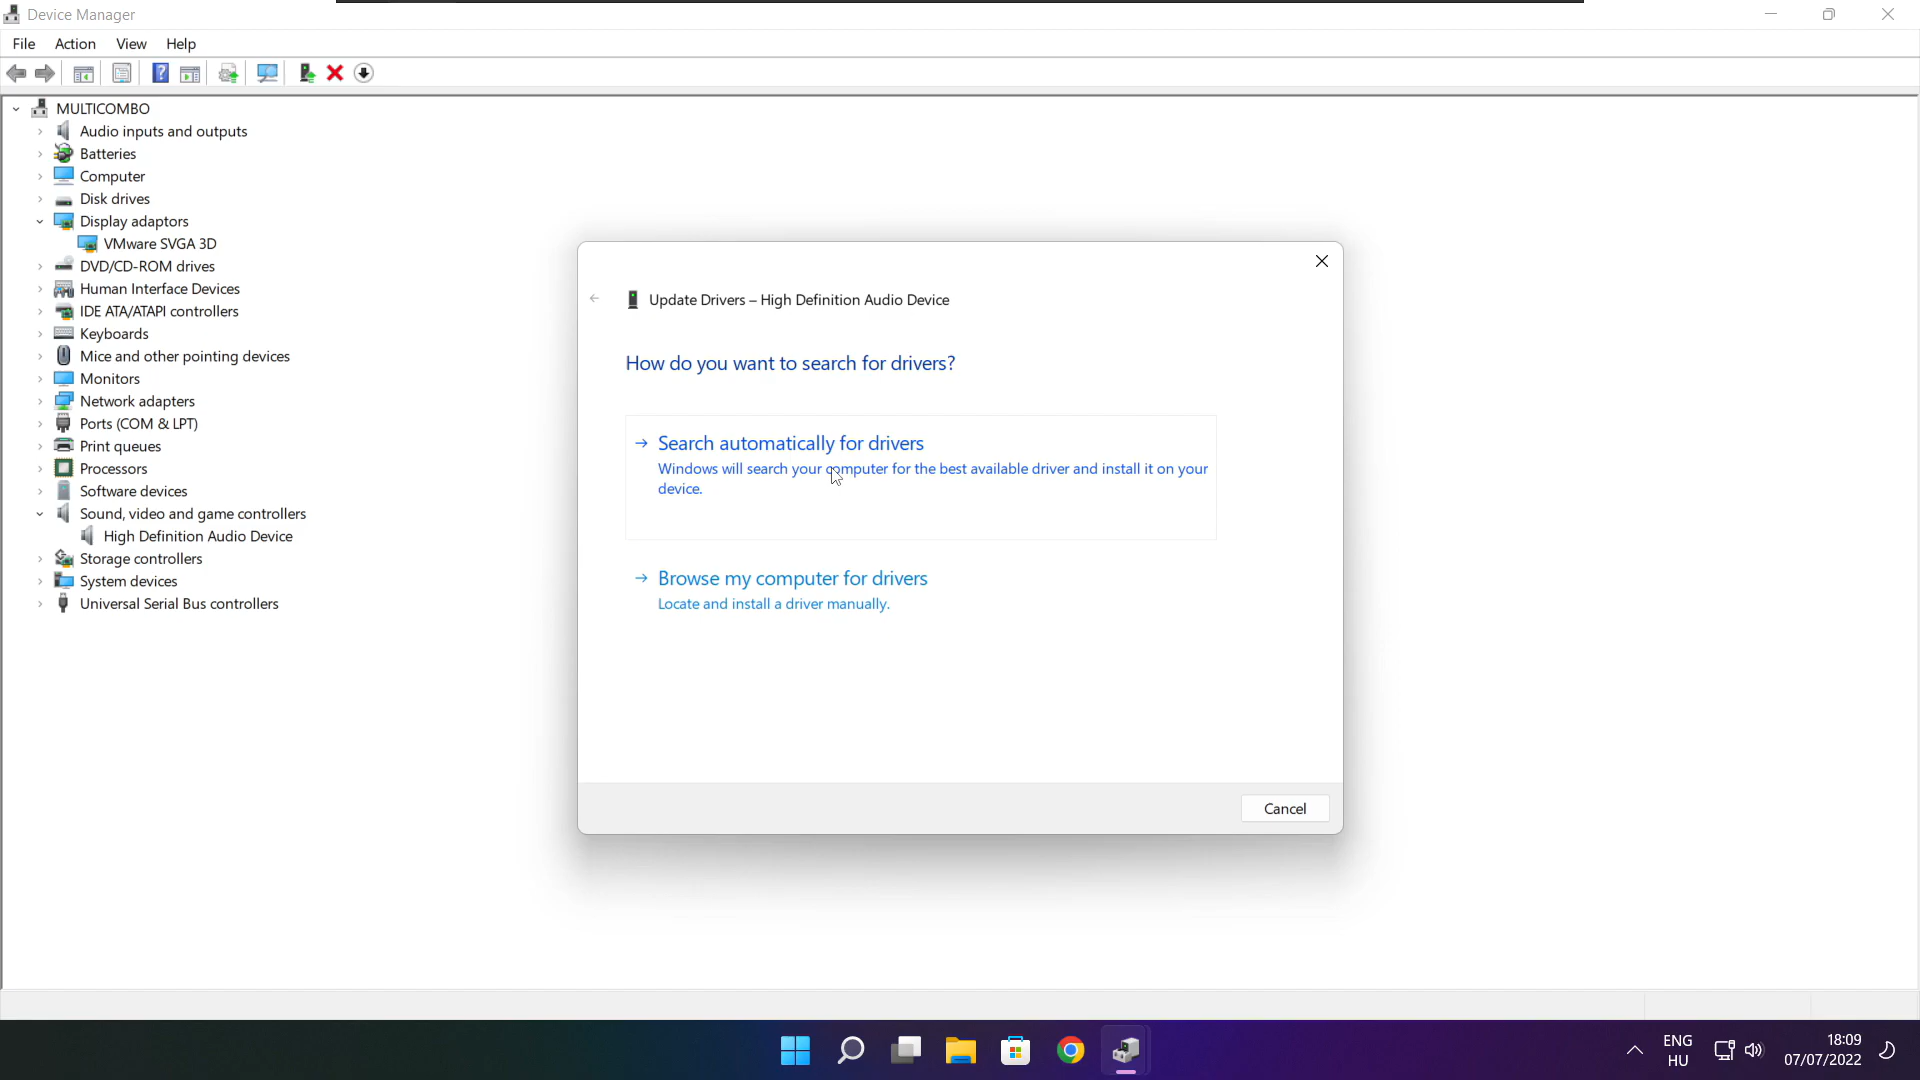 Device Manager
File Action View Help
MULTICOMBO
Audio inputs and outputs
Batteries
Computer
Disk drives
Display adaptors
VMware SVGA 3D
DVD/CD-ROM drives
Human Interface Devices
IDE ATA/ATAPI controllers
Keyboards
Mice and other pointing devices
Monitors
Network adapters
Ports (COM & LPT)
Print queues
Processors
Software devices
Sound, video and game controllers
High Definition Audio Device
Storage controllers
System devices
Universal Serial Bus controllers
Update Drivers – High Definition Audio Device
How do you want to search for drivers?
Search automatically for drivers
Windows will search your computer for the best available driver and install it on your
device.
Browse my computer for drivers
Locate and install a driver manually.
Cancel
ENG
HU
18:09
07/07/2022